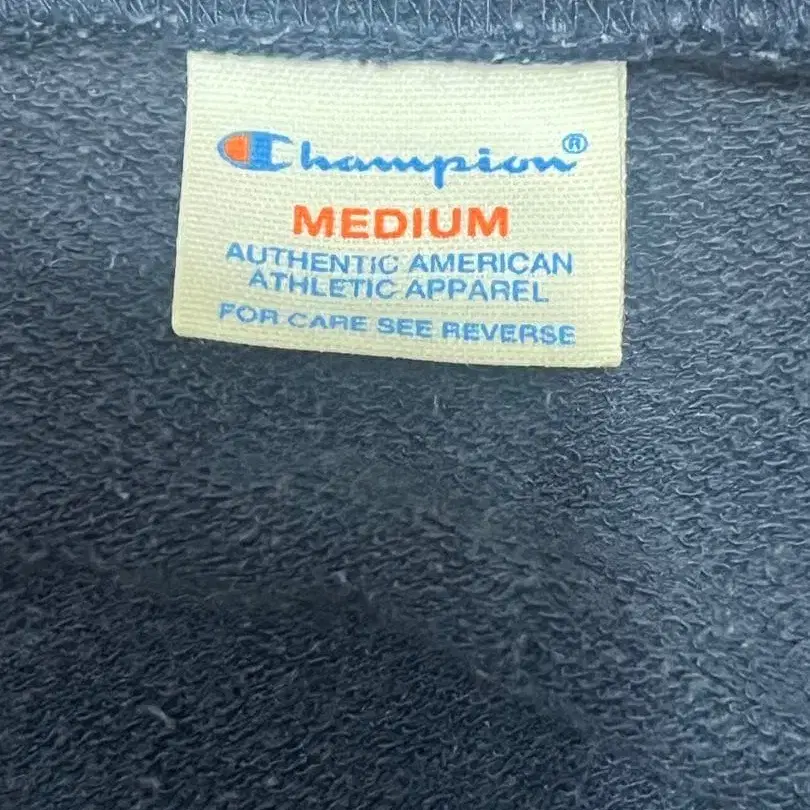 Champion®
MEDIUM
AUTHENTIC AMERICAN
ATHLETIC APPAREL
FOR CARE SEE REVERSE